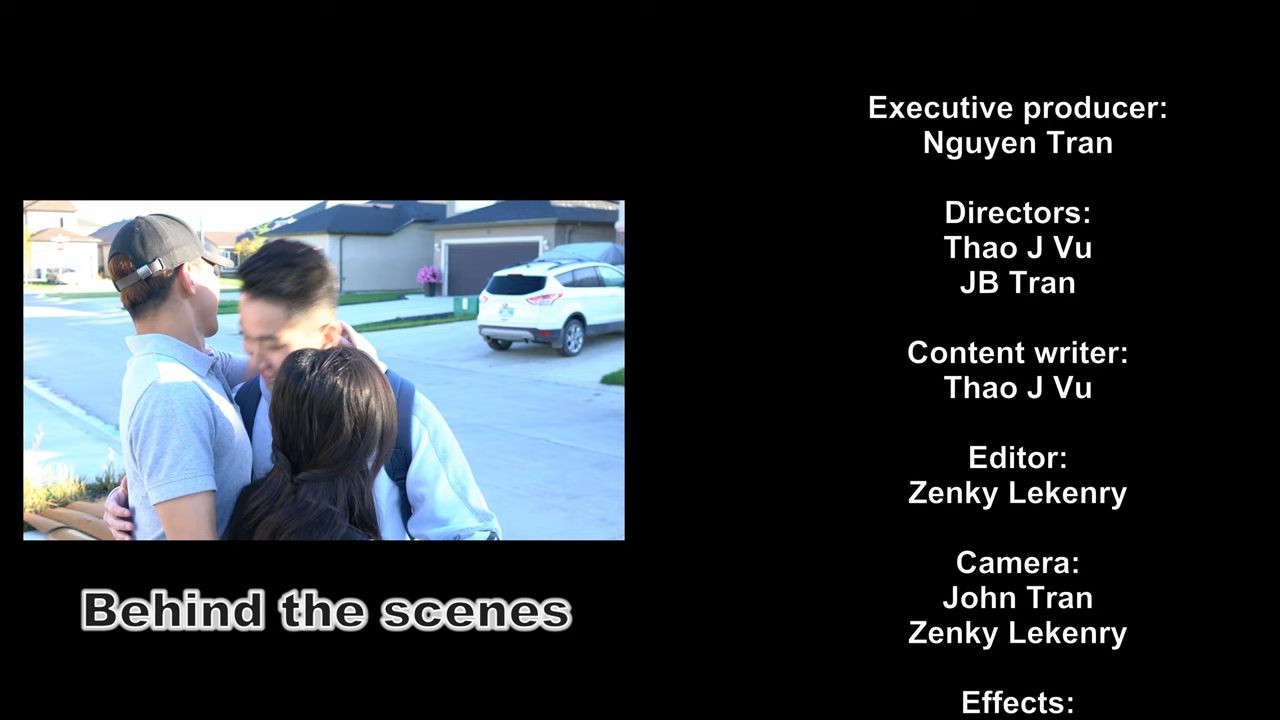 Executive producer:
Nguyen Tran
Directors:
Thao J Vu
JB Tran
Content writer:
Thao J Vu
Editor:
Zenky Lekenry
Camera:
John Tran
Zenky Lekenry
Effects:
Behind the scenes